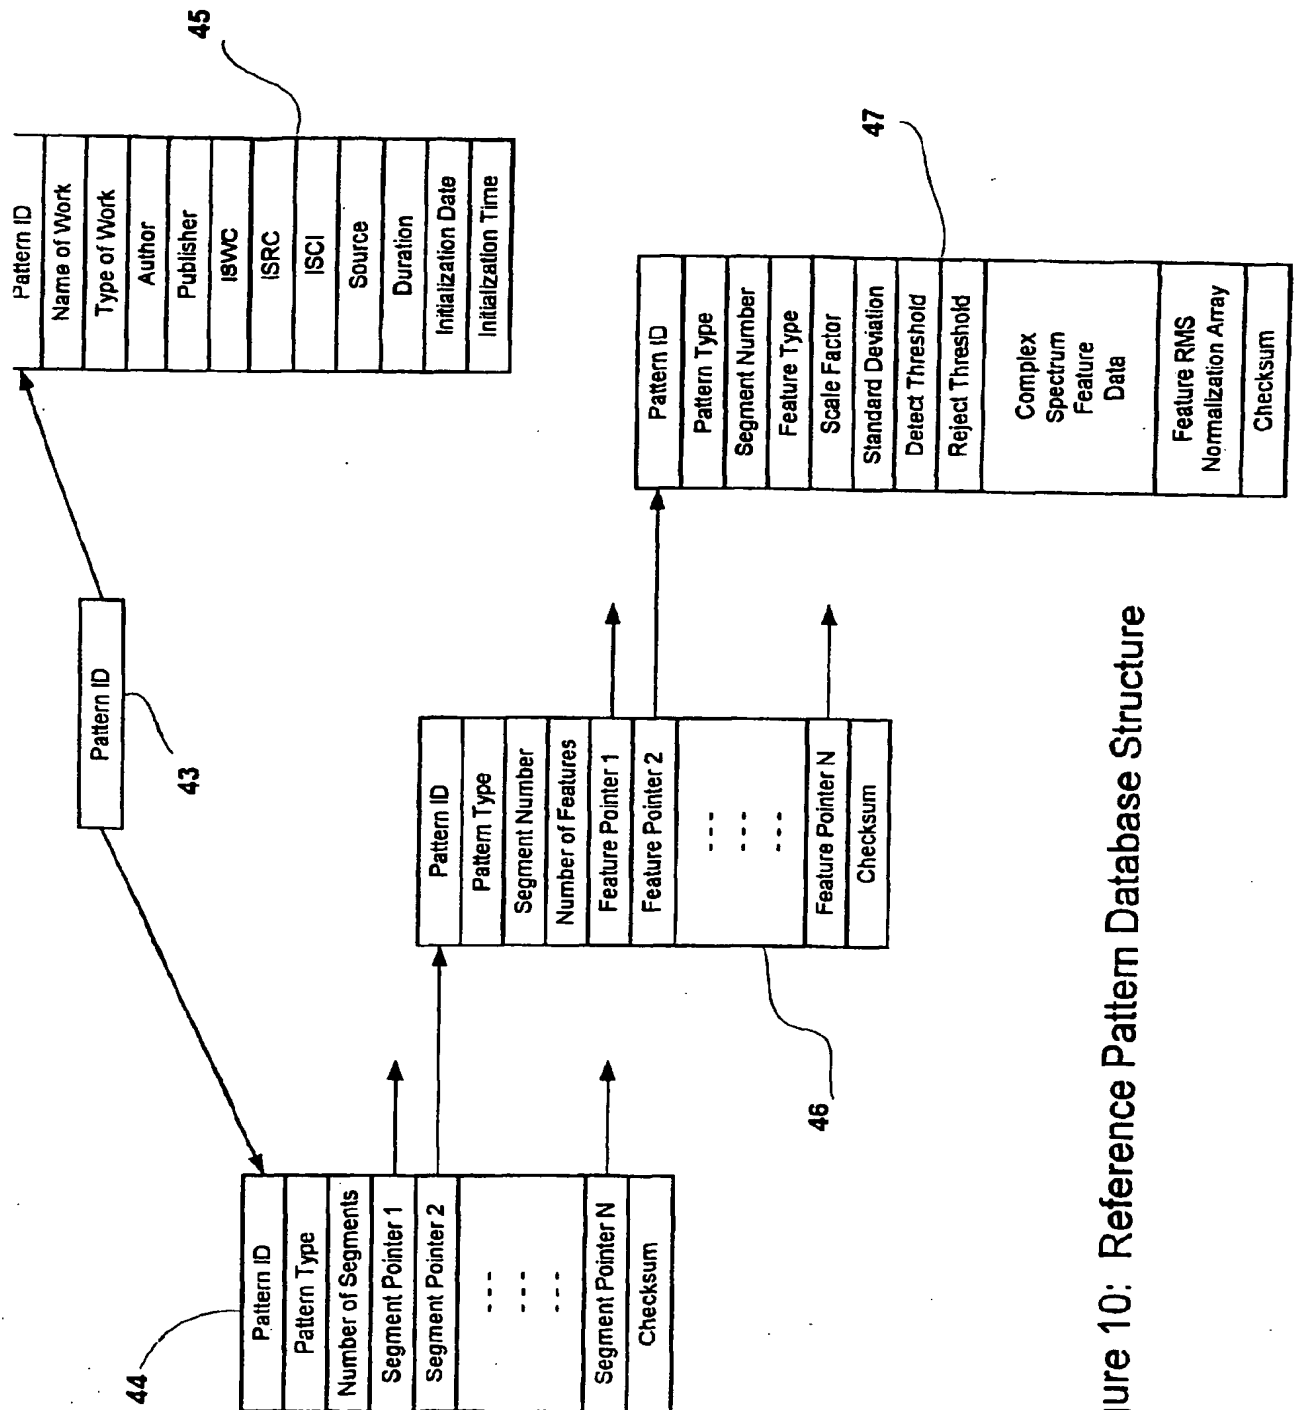 43
Pattern ID
44
Pattern ID
Pattern Type
Number of Segments
Segment Pointer 1
Segment Pointer 2
- - -
- - -
- - -
Segment Pointer N
Checksum
45
Pattern ID
Name of Work
Type of Work
Author
Publisher
ISWC
ISRC
ISCI
Source
Duration
Initialization Date
Initialization Time
46
Pattern ID
Pattern Type
Segment Number
Number of Features
Feature Pointer 1
Feature Pointer 2
- - -
- - -
- - -
Feature Pointer N
Checksum
47
Pattern ID
Pattern Type
Segment Number
Feature Type
Scale Factor
Standard Deviation
Detect Threshold
Reject Threshold
Complex
Spectrum
Feature
Data
Feature RMS
Normalization Array
Checksum
gure 10: Reference Pattern Database Structure